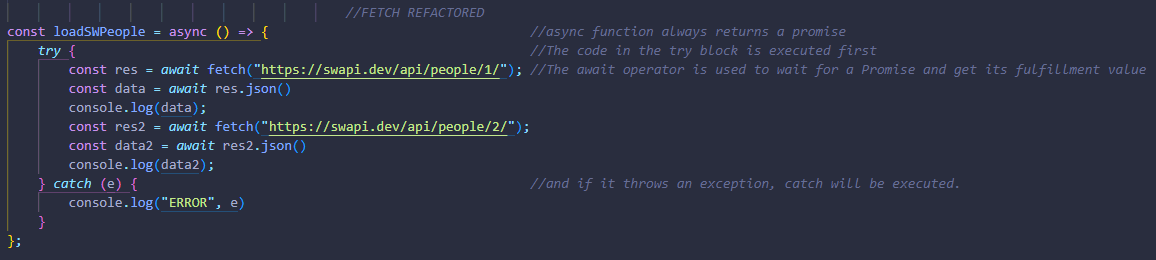 //FETCH REFACTORED
const loadSWPeople = async () => { //async function always returns a promise
try { //The code in the try block is executed first
const res = await fetch("https://swapi.dev/api/people/1/"); //The await operator is used to wait for a Promise and get its fulfillment value
const data = await res.json()
console.log(data);
const res2 = await fetch("https://swapi.dev/api/people/2/");
const data2 = await res2.json()
console.log(data2);
} catch (e) { //and if it throws an exception, catch will be executed.
console.log("ERROR", e)
}
};